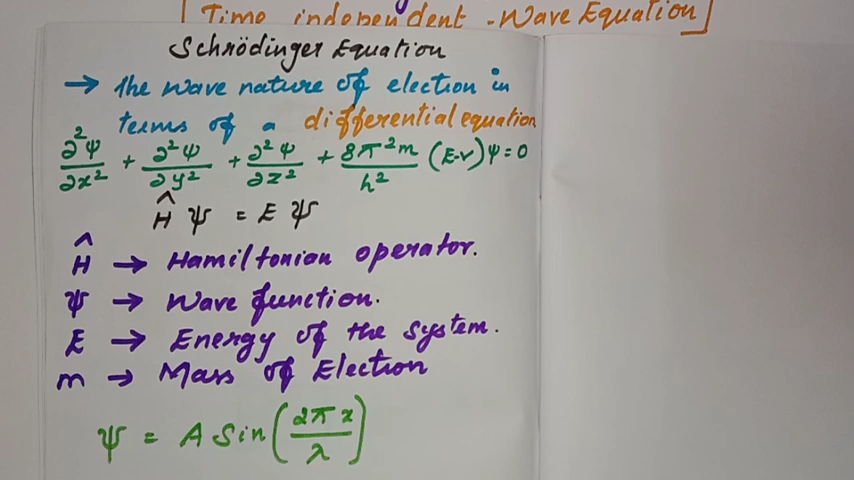 [Time independent - Wave Equation]
Schrödinger Equation
→ The wave nature of election in
terms of a differential equation
∂²Ψ/∂x² + ∂²Ψ/∂y² + ∂²Ψ/∂z² + 8π²m/h² (E-V)Ψ = 0
Ĥ Ψ = E Ψ
Ĥ → Hamiltonian operator.
Ψ → Wave function.
E → Energy of the system.
m → Mass of Election
Ψ = A Sin(2πx/λ)